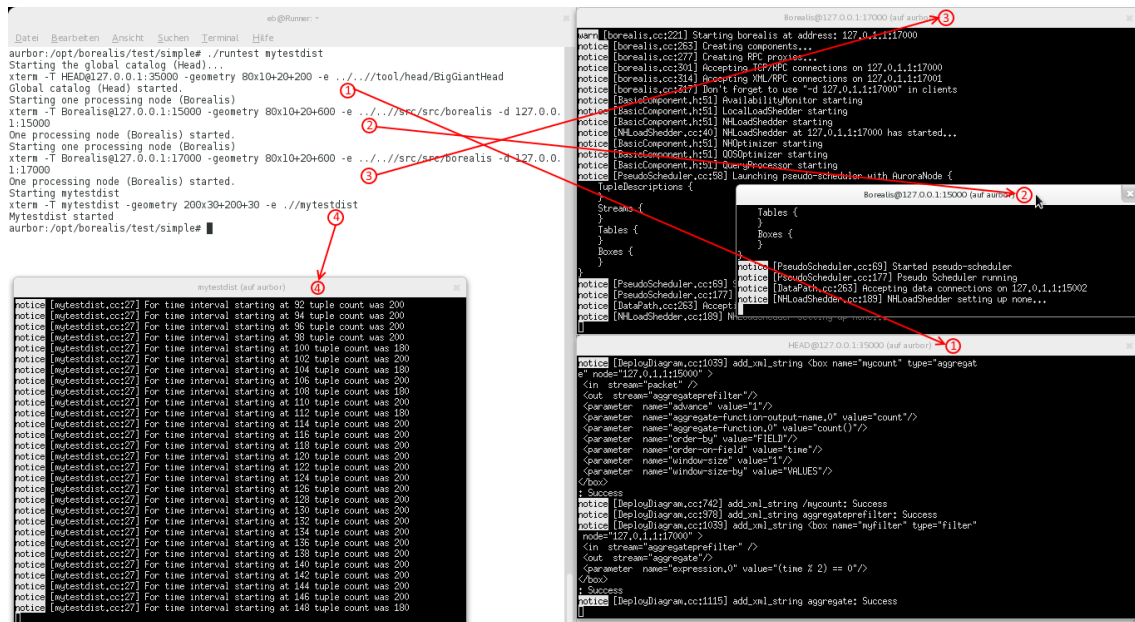 eb@Runner: ~
Datei Bearbeiten Ansicht Suchen Terminal Hilfe
aurbor:/opt/borealis/test/simple# ./runtest mytestdist
Starting the global catalog (Head)...
xterm -T HEAD@127.0.0.1:35000 -geometry 80x10+20+200 -e ../..//tool/head/BigGiantHead
Global catalog (Head) started.
1
Starting one processing node (Borealis)
xterm -T Borealis@127.0.0.1:15000 -geometry 80x10+20+600 -e ../..//src/src/borealis -d 127.0.0.
1:15000
2
One processing node (Borealis) started.
Starting one processing node (Borealis)
xterm -T Borealis@127.0.0.1:17000 -geometry 80x10+20+600 -e ../..//src/src/borealis -d 127.0.0.
1:17000
3
One processing node (Borealis) started.
Starting mytestdist
xterm -T mytestdist -geometry 200x30+200+30 -e .//mytestdist
4
Mytestdist started
aurbor:/opt/borealis/test/simple#
mytestdist (auf aurbor) 4
notice [mytestdist.cc:27] For time interval starting at 92 tuple count was 200
notice [mytestdist.cc:27] For time interval starting at 94 tuple count was 200
notice [mytestdist.cc:27] For time interval starting at 96 tuple count was 200
notice [mytestdist.cc:27] For time interval starting at 98 tuple count was 200
notice [mytestdist.cc:27] For time interval starting at 100 tuple count was 180
notice [mytestdist.cc:27] For time interval starting at 102 tuple count was 200
notice [mytestdist.cc:27] For time interval starting at 104 tuple count was 180
notice [mytestdist.cc:27] For time interval starting at 106 tuple count was 200
notice [mytestdist.cc:27] For time interval starting at 108 tuple count was 180
notice [mytestdist.cc:27] For time interval starting at 110 tuple count was 200
notice [mytestdist.cc:27] For time interval starting at 112 tuple count was 180
notice [mytestdist.cc:27] For time interval starting at 114 tuple count was 200
notice [mytestdist.cc:27] For time interval starting at 116 tuple count was 200
notice [mytestdist.cc:27] For time interval starting at 118 tuple count was 200
notice [mytestdist.cc:27] For time interval starting at 120 tuple count was 200
notice [mytestdist.cc:27] For time interval starting at 122 tuple count was 200
notice [mytestdist.cc:27] For time interval starting at 124 tuple count was 200
notice [mytestdist.cc:27] For time interval starting at 126 tuple count was 200
notice [mytestdist.cc:27] For time interval starting at 128 tuple count was 200
notice [mytestdist.cc:27] For time interval starting at 130 tuple count was 200
notice [mytestdist.cc:27] For time interval starting at 132 tuple count was 200
notice [mytestdist.cc:27] For time interval starting at 134 tuple count was 200
notice [mytestdist.cc:27] For time interval starting at 136 tuple count was 200
notice [mytestdist.cc:27] For time interval starting at 138 tuple count was 200
notice [mytestdist.cc:27] For time interval starting at 140 tuple count was 200
notice [mytestdist.cc:27] For time interval starting at 142 tuple count was 200
notice [mytestdist.cc:27] For time interval starting at 144 tuple count was 200
notice [mytestdist.cc:27] For time interval starting at 146 tuple count was 200
notice [mytestdist.cc:27] For time interval starting at 148 tuple count was 180
Borealis@127.0.0.1:17000 (auf aurbor) 3
warn [borealis.cc:221] Starting borealis at address: 127.0.1.1:17000
notice [borealis.cc:263] Creating components...
notice [borealis.cc:277] Creating RPC proxies...
notice [borealis.cc:301] Accepting TCP/RPC connections on 127.0.1.1:17000
notice [borealis.cc:314] Accepting XML/RPC connections on 127.0.1.1:17001
notice [borealis.cc:317] Don't forget to use "-d 127.0.1.1:17000" in clients
notice [BasicComponent.h:51] AvailabilityMonitor starting
notice [BasicComponent.h:51] LocalLoadShedder starting
notice [BasicComponent.h:51] NHLoadShedder starting
notice [NHLoadShedder.cc:40] NHLoadShedder at 127.0.1.1:17000 has started...
notice [BasicComponent.h:51] NHOptimizer starting
notice [BasicComponent.h:51] QOSOptimizer starting
notice [BasicComponent.h:51] QueryProcessor starting
notice [PseudoScheduler.cc:58] Launching pseudo-scheduler with AuroraNode {
TupleDescriptions {
}
Streams {
}
Tables {
}
Boxes {
}
}
notice [PseudoScheduler.cc:69] S
notice [PseudoScheduler.cc:177]
notice [DataPath.cc:263] Accepti
notice [NHLoadShedder.cc:189] NHLoadShedder setting up none...
Borealis@127.0.0.1:15000 (auf aurbor) 2
Tables {
}
Boxes {
}
}
notice [PseudoScheduler.cc:69] Started pseudo-scheduler
notice [PseudoScheduler.cc:177] Pseudo Scheduler running
notice [DataPath.cc:263] Accepting data connections on 127.0.1.1:15002
notice [NHLoadShedder.cc:189] NHLoadShedder setting up none...
HEAD@127.0.0.1:35000 (auf aurbor) 1
notice [DeployDiagram.cc:1039] add_xml_string <box name="mycount" type="aggregat
e" node="127.0.1.1:15000" >
<in stream="packet" />
<out stream="aggregateprefilter"/>
<parameter name="advance" value="1"/>
<parameter name="aggregate-function-output-name.0" value="count"/>
<parameter name="aggregate-function.0" value="count()"/>
<parameter name="order-by" value="FIELD"/>
<parameter name="order-on-field" value="time"/>
<parameter name="window-size" value="1"/>
<parameter name="window-size-by" value="VALUES"/>
</box>
: Success
notice [DeployDiagram.cc:742] add_xml_string /mycount: Success
notice [DeployDiagram.cc:978] add_xml_string aggregateprefilter: Success
notice [DeployDiagram.cc:1039] add_xml_string <box name="myfilter" type="filter"
node="127.0.1.1:17000" >
<in stream="aggregateprefilter" />
<out stream="aggregate"/>
<parameter name="expression.0" value="(time % 2) == 0"/>
</box>
: Success
notice [DeployDiagram.cc:1115] add_xml_string aggregate: Success